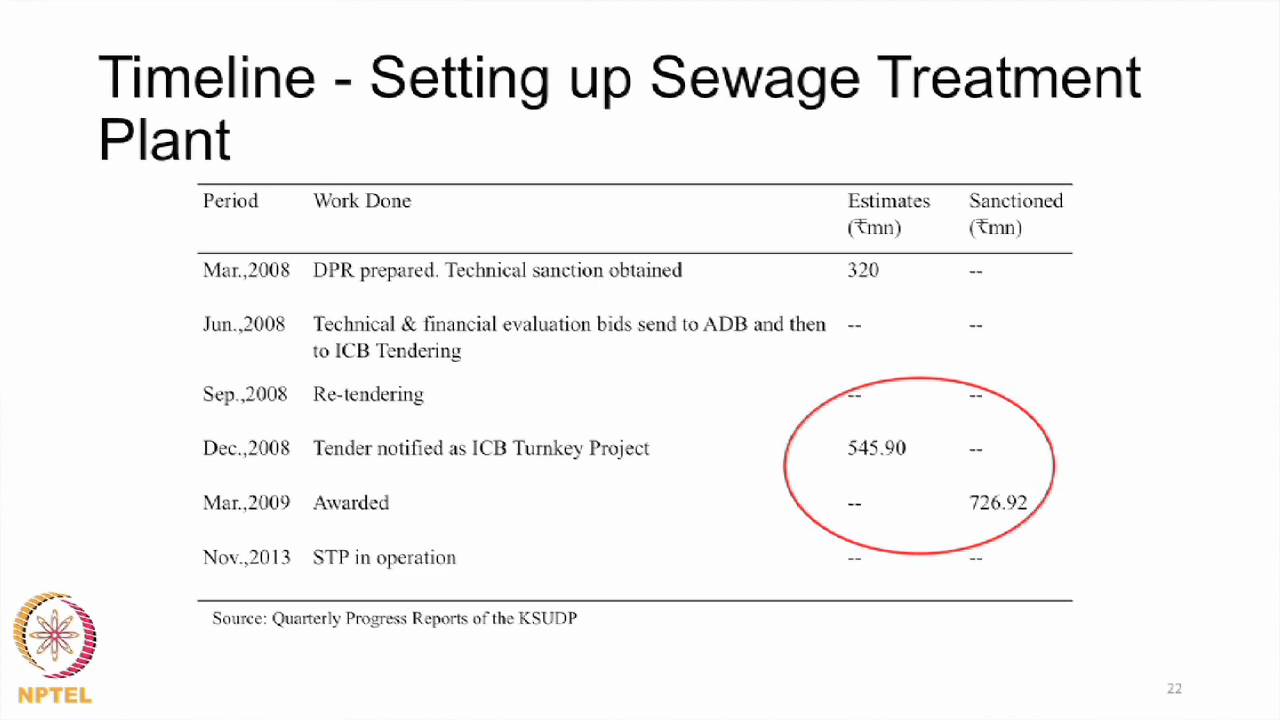 Timeline - Setting up Sewage Treatment
Plant
Period Work Done Estimates Sanctioned
(₹mn) (₹mn)
Mar.,2008 DPR prepared. Technical sanction obtained 320 --
Jun.,2008 Technical & financial evaluation bids send to ADB and then -- --
to ICB Tendering
Sep.,2008 Re-tendering -- --
Dec.,2008 Tender notified as ICB Turnkey Project 545.90 --
Mar.,2009 Awarded -- 726.92
Nov.,2013 STP in operation -- --
Source: Quarterly Progress Reports of the KSUDP
NPTEL
22